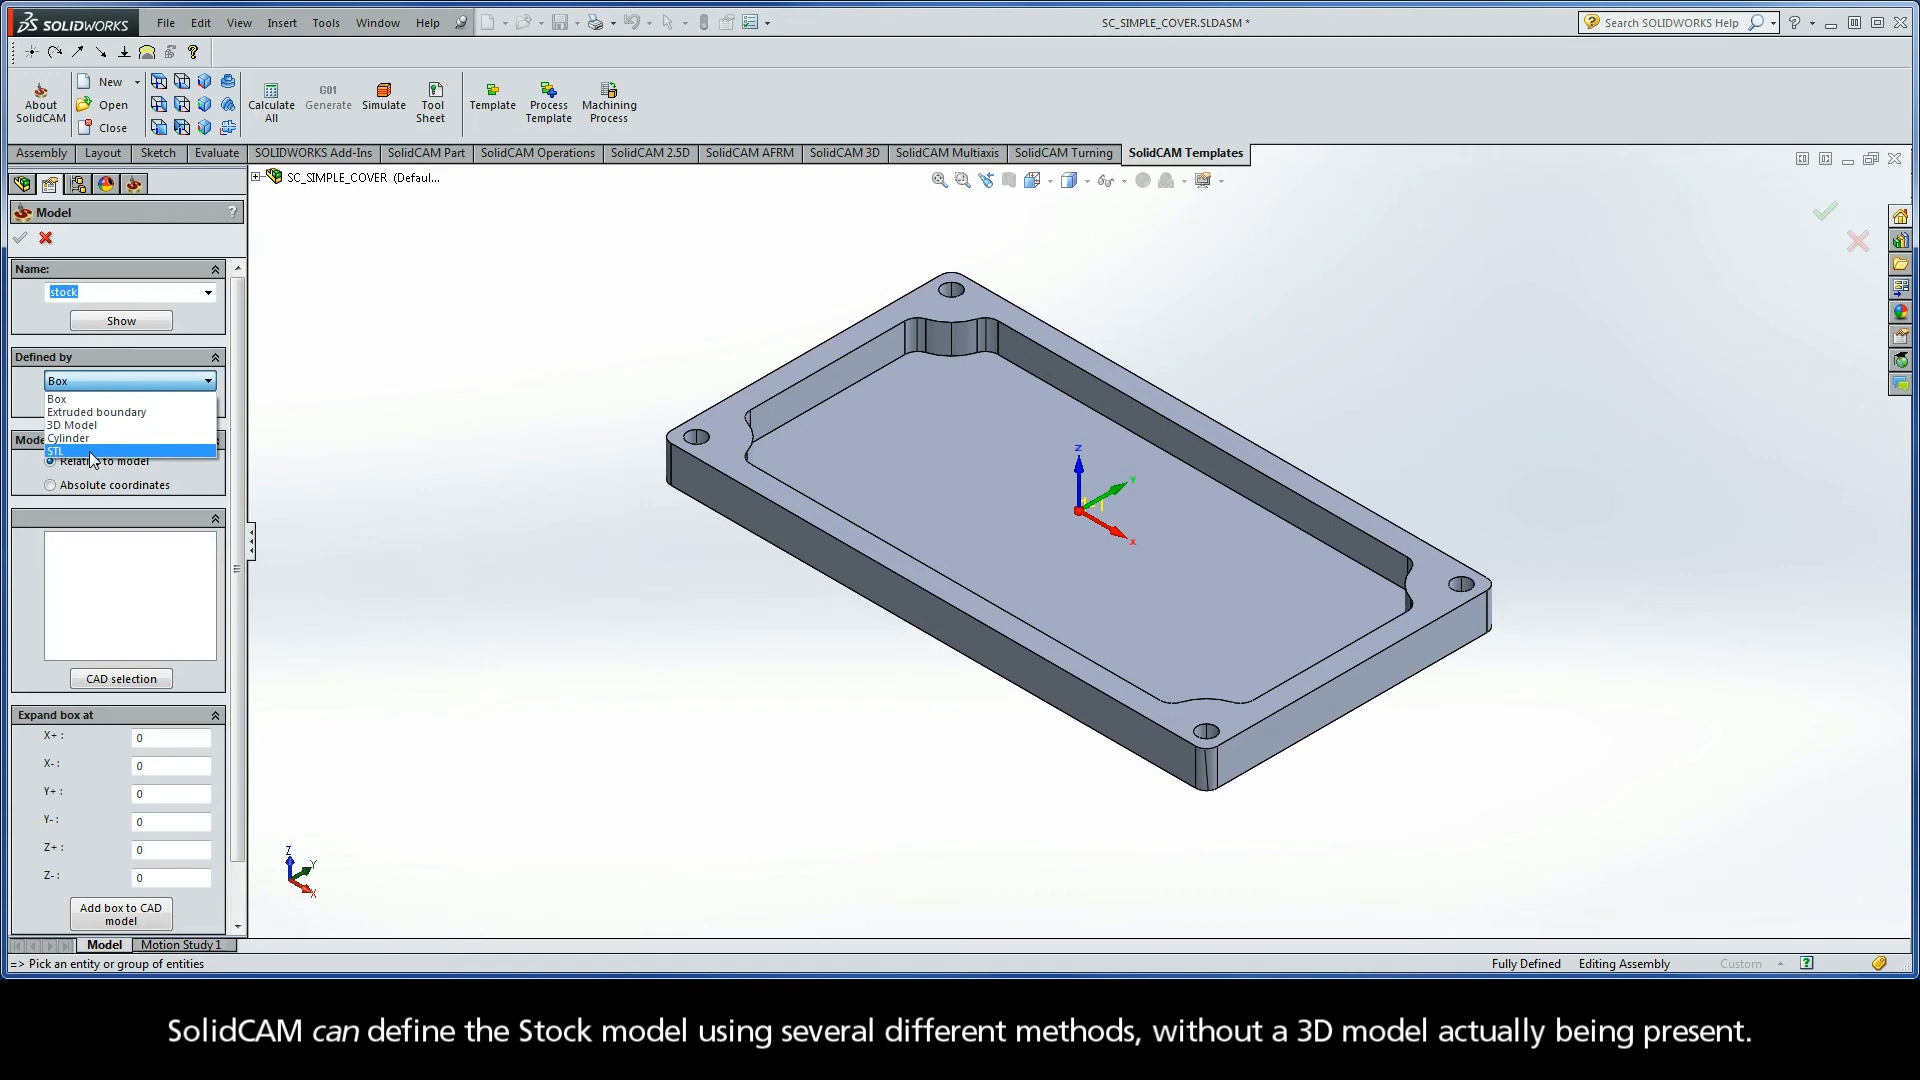 SOLIDWORKS File Edit View Insert Tools Window Help SC_SIMPLE_COVER.SLDASM * Search SOLIDWORKS Help
About SolidCAM
New
Open
Close
Calculate All
G01 Generate
Simulate
Tool Sheet
Template
Process Template
Machining Process
Assembly Layout Sketch Evaluate SOLIDWORKS Add-Ins SolidCAM Part SolidCAM Operations SolidCAM 2.5D SolidCAM AFRM SolidCAM 3D SolidCAM Multiaxis SolidCAM Turning SolidCAM Templates
SC_SIMPLE_COVER (Defaul...
Model ?
Name:
stock
Show
Defined by
Box
Box
Extruded boundary
3D Model
Cylinder
STL
Mode
Relati to model
Absolute coordinates
CAD selection
Expand box at
X+ : 0
X- : 0
Y+ : 0
Y- : 0
Z+ : 0
Z- : 0
Add box to CAD
model
Z
Y
X
Z
Y
X
Model Motion Study 1
=> Pick an entity or group of entities Fully Defined Editing Assembly Custom
SolidCAM can define the Stock model using several different methods, without a 3D model actually being present.